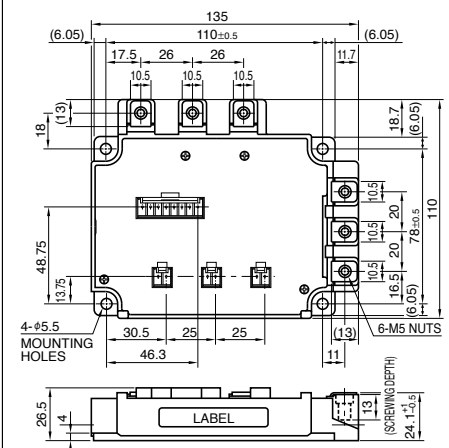 135
(6.05) 110±0.5 (6.05)
17.5 26 26 11.7
10.5 10.5 10.5
(13)
18
18.7
(6.05)
10.5
20
10.5
20
10.5
16.5
78±0.5
110
(6.05)
48.75
13.75
4-φ5.5
MOUNTING
HOLES
30.5 25 25
(13)
6-M5 NUTS
46.3
11
26.5
4
LABEL
13
(SCREWING DEPTH)
24.1 +1 -0.5